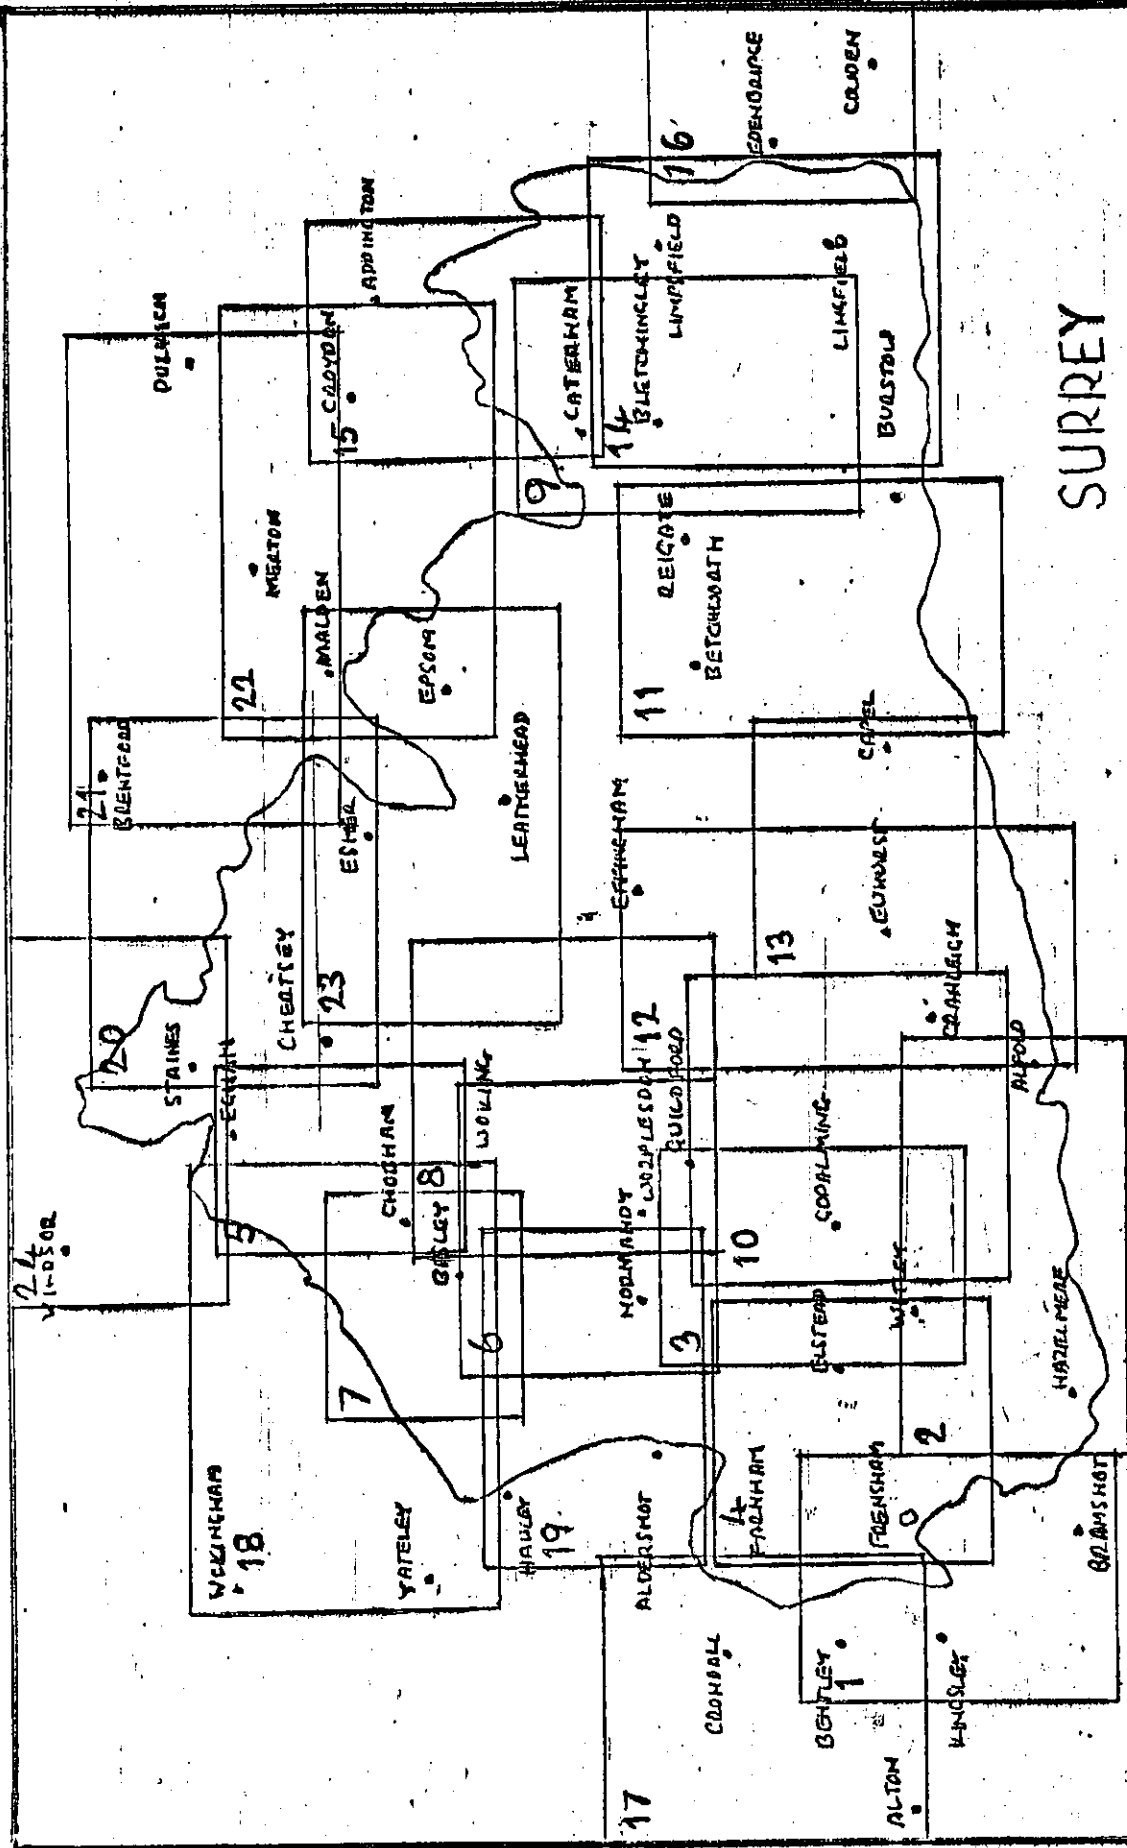 24
WINDSOR
21
BRENTFORD
20
STAINES
DULWICH
WOKINGHAM
18
5
EGHAM
22
MERTON
CHERTSEY
23
MALDEN
15
CROYDON
ADDINGTON
7
CHOBHAM
ESHER
YATELEY
BISLEY
8
EPSOM
6
WOKING
HAWLEY
19
LEATHERHEAD
9
CATERHAM
17
NORMANDY
WORPLESDON
12
EFFINGHAM
14
BLETCHINGLEY
LIMPSFIELD
16
EDENBRIDGE
ALDERSHOT
3
GUILDFORD
11
REIGATE
BETCHWORTH
CRONDALL
4
FARNHAM
10
13
BENTLEY
1
ELSTEAD
GODALMING
LINGFIELD
COWDEN
FRENSHAM
EWHURST
CAPEL
BURSTOW
ALTON
2
WITLEY
CRANLEIGH
KINGSLEY
ALFOLD
HAZELMERE
BRAMSHOT
SURREY